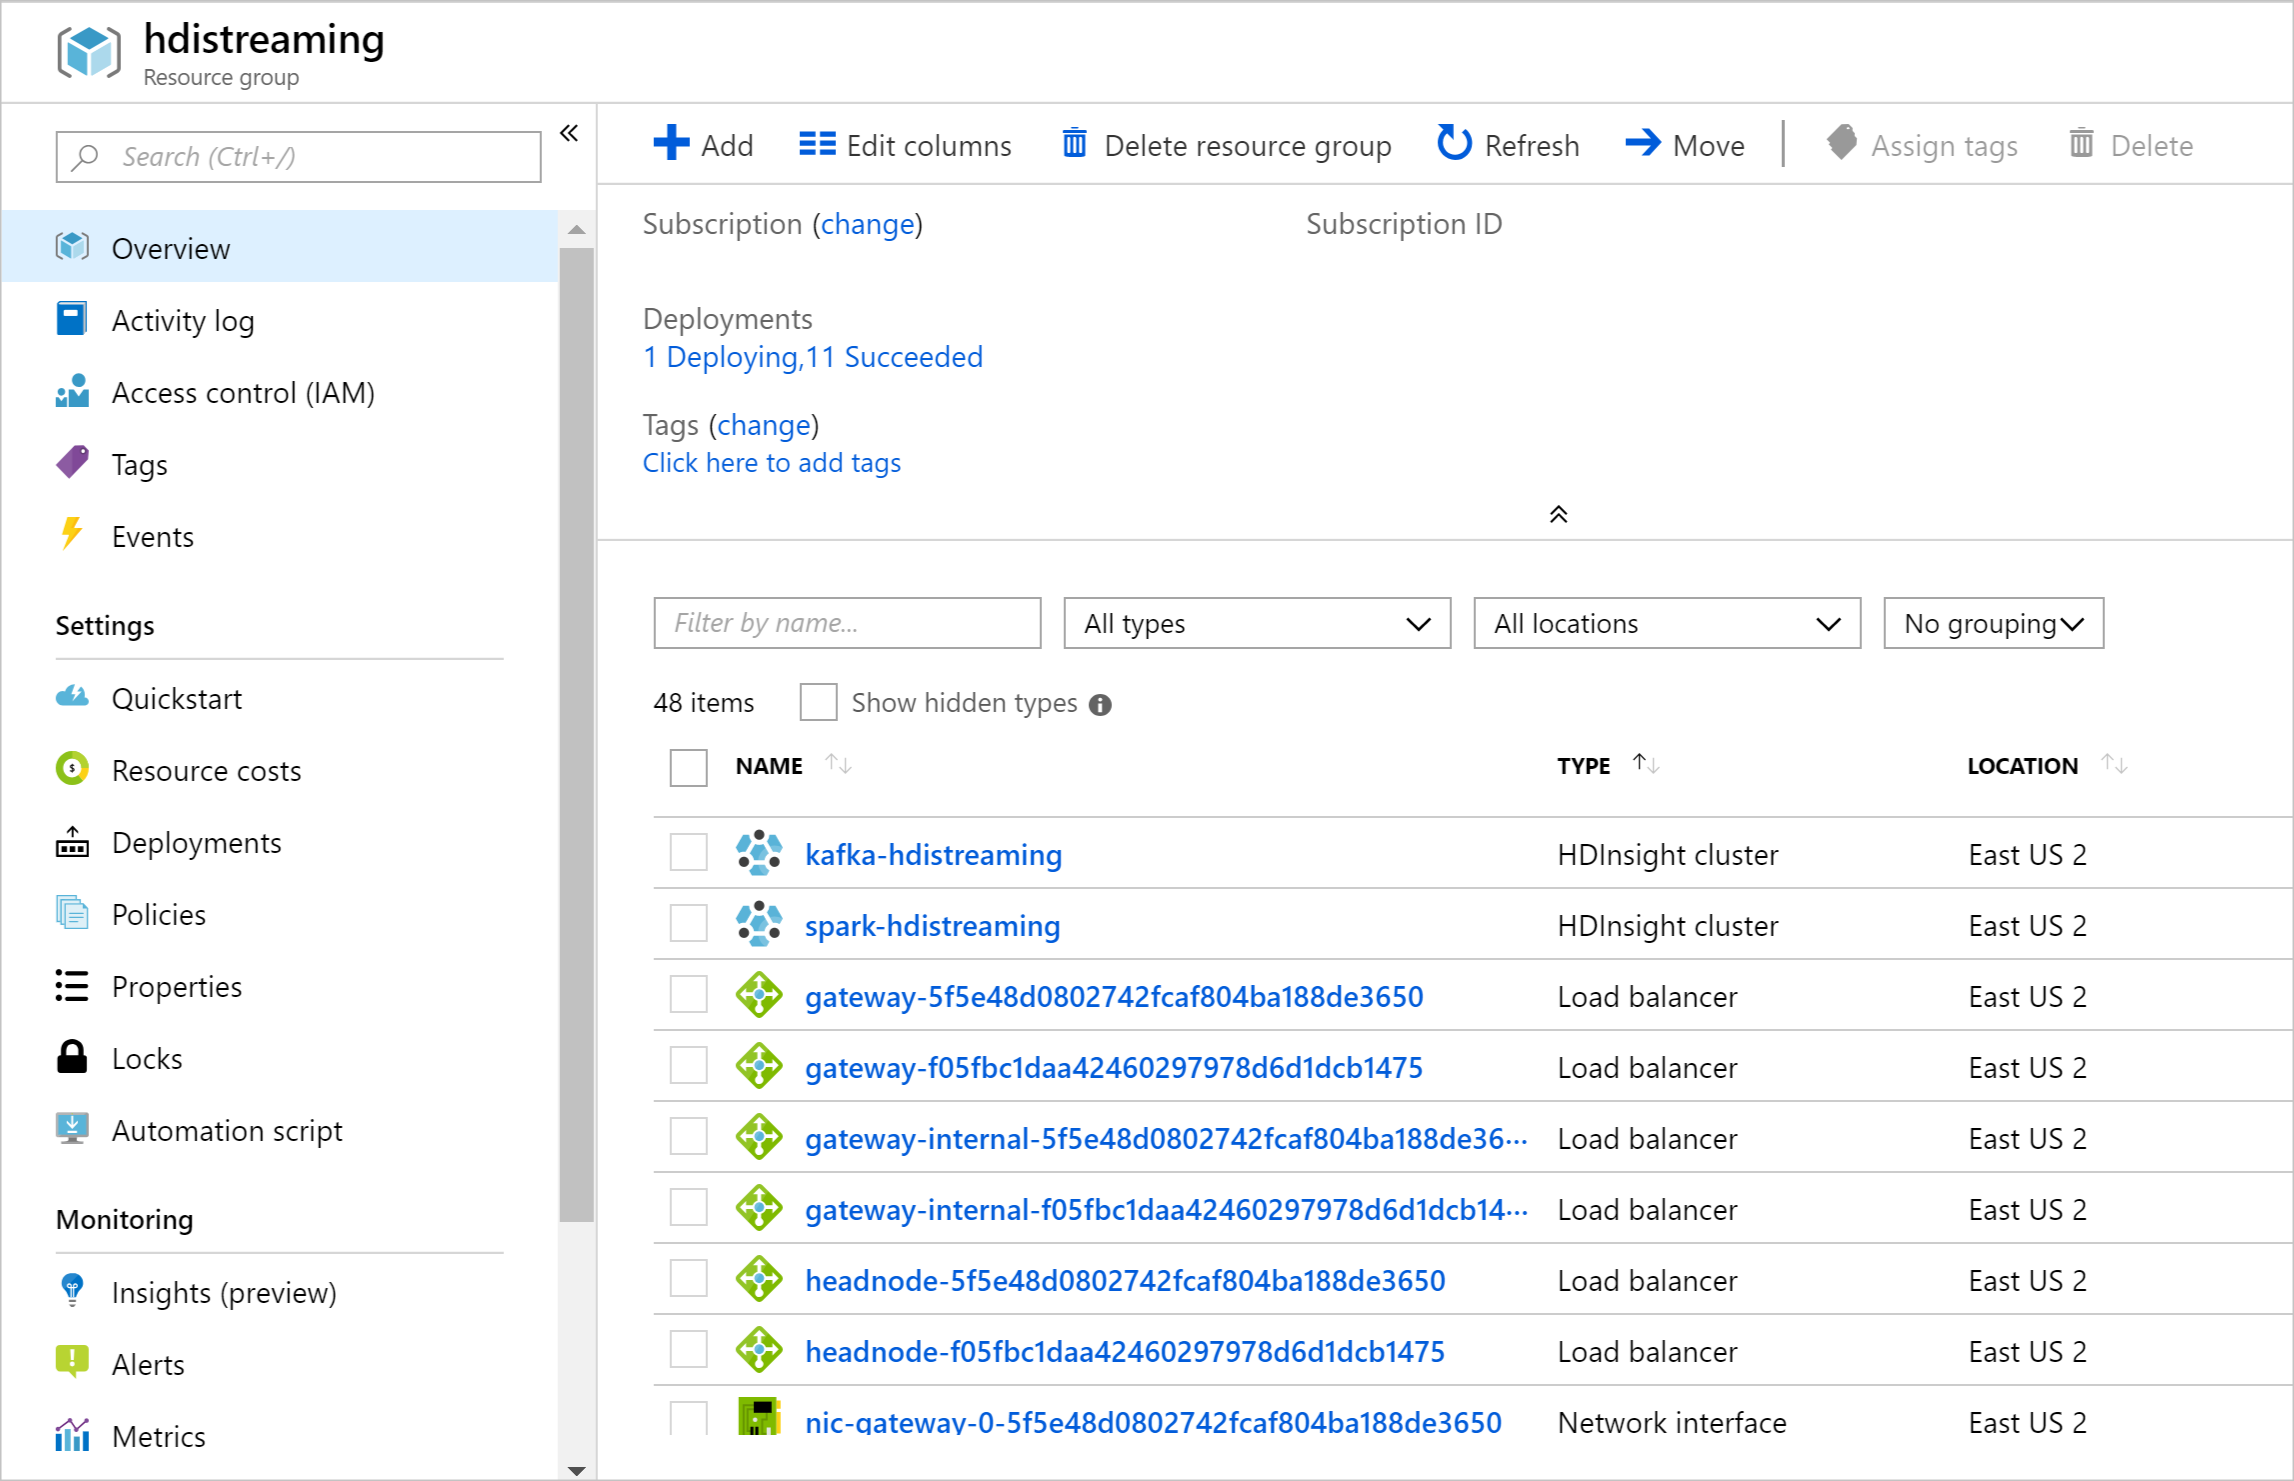 hdistreaming
Resource group
Search (Ctrl+/)
Overview
Activity log
Access control (IAM)
Tags
Events
Settings
Quickstart
Resource costs
Deployments
Policies
Properties
Locks
Automation script
Monitoring
Insights (preview)
Alerts
Metrics
Add Edit columns Delete resource group Refresh Move Assign tags Delete
Subscription (change) Subscription ID
Deployments
1 Deploying,11 Succeeded
Tags (change)
Click here to add tags
Filter by name... All types All locations No grouping
48 items Show hidden types
NAME TYPE LOCATION
kafka-hdistreaming HDInsight cluster East US 2
spark-hdistreaming HDInsight cluster East US 2
gateway-5f5e48d0802742fcaf804ba188de3650 Load balancer East US 2
gateway-f05fbc1daa42460297978d6d1dcb1475 Load balancer East US 2
gateway-internal-5f5e48d0802742fcaf804ba188de36··· Load balancer East US 2
gateway-internal-f05fbc1daa42460297978d6d1dcb14··· Load balancer East US 2
headnode-5f5e48d0802742fcaf804ba188de3650 Load balancer East US 2
headnode-f05fbc1daa42460297978d6d1dcb1475 Load balancer East US 2
nic-gateway-0-5f5e48d0802742fcaf804ba188de3650 Network interface East US 2